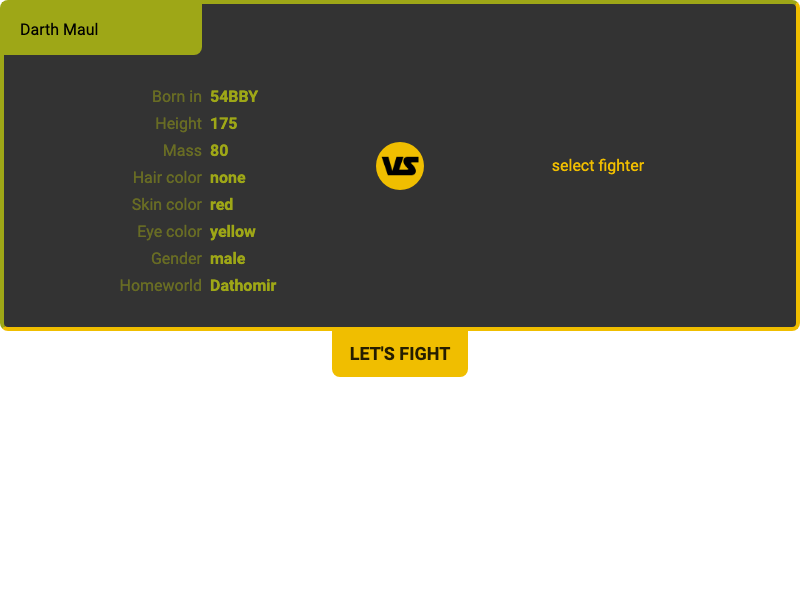 Darth Maul
Born in 54BBY
Height 175
Mass 80
Hair color none
Skin color red
Eye color yellow
Gender male
Homeworld Dathomir
VS
select fighter
LET'S FIGHT